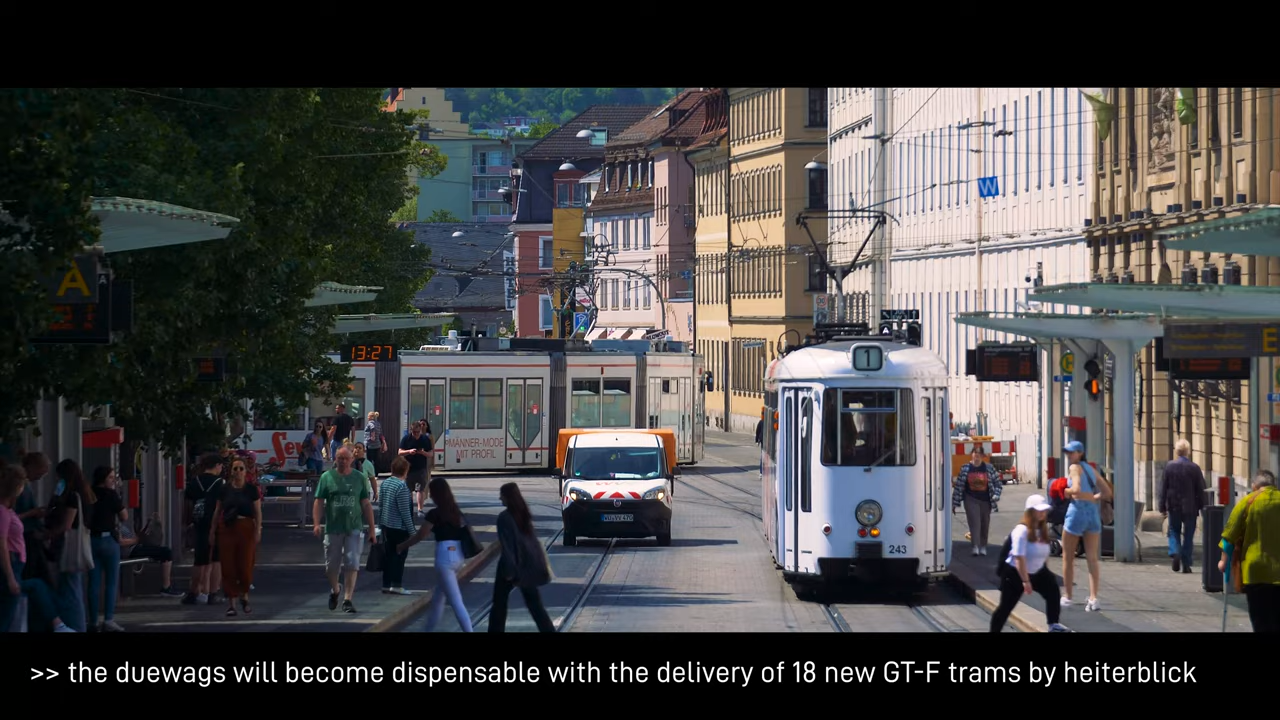 W
A
13:27
1
E
Se
MÄNNER-MODE
MIT PROFIL
243
>> the duewags will become dispensable with the delivery of 18 new GT-F trams by heiterblick